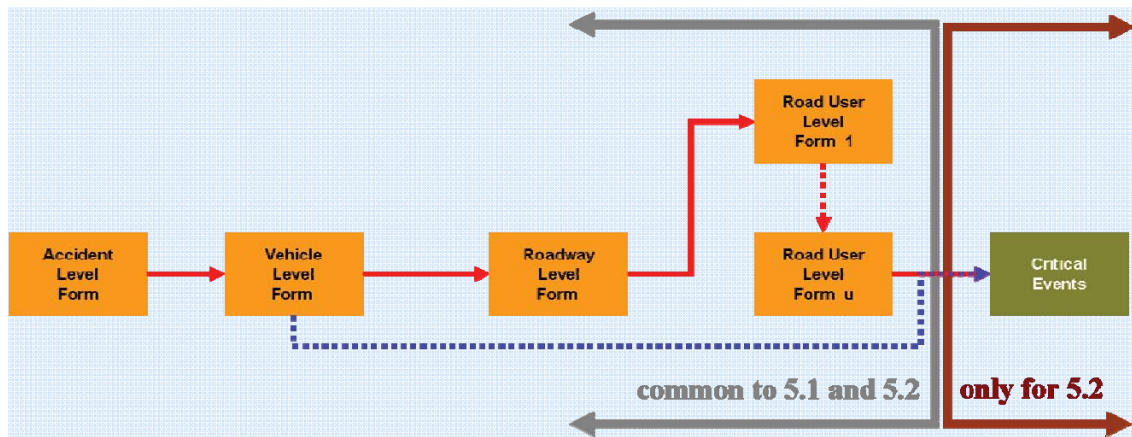 Road User
Level
Form 1
Accident
Level
Form
Vehicle
Level
Form
Roadway
Level
Form
Road User
Level
Form u
Critical
Events
common to 5.1 and 5.2
only for 5.2